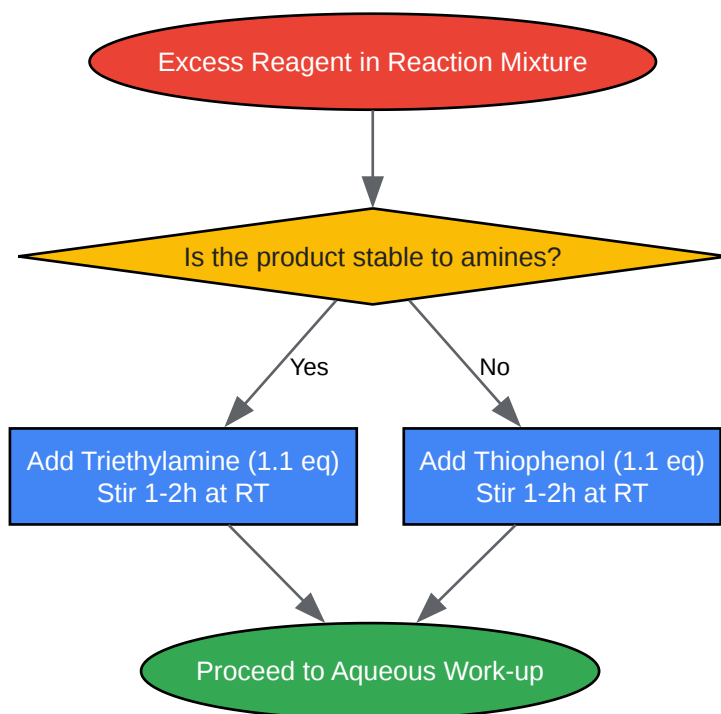 Excess Reagent in Reaction Mixture
Is the product stable to amines?
Yes
No
Add Triethylamine (1.1 eq)
Stir 1-2h at RT
Add Thiophenol (1.1 eq)
Stir 1-2h at RT
Proceed to Aqueous Work-up